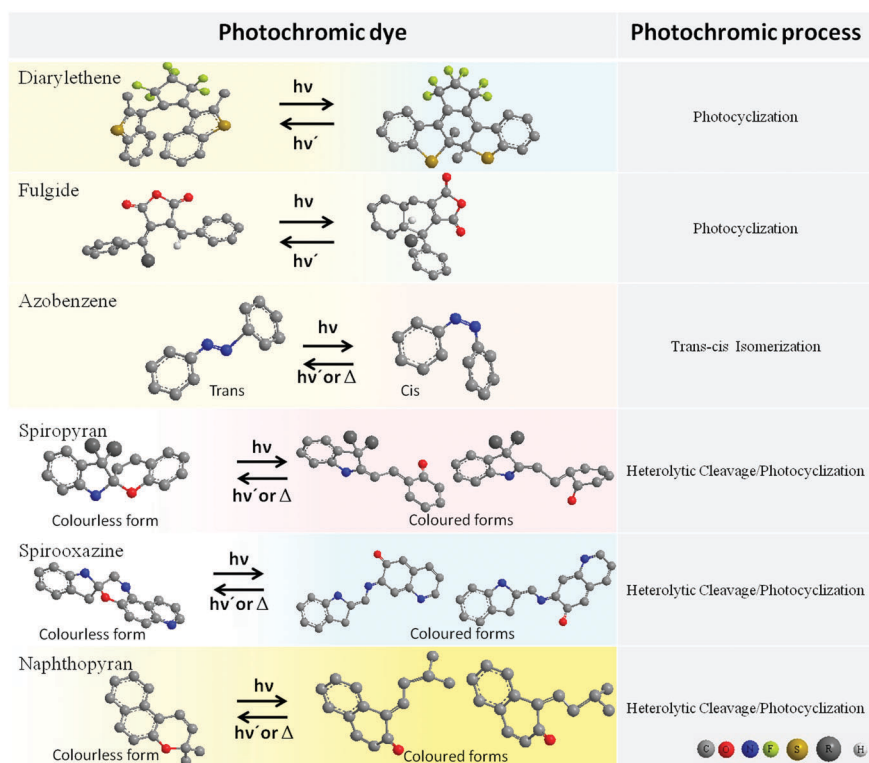 Photochromic dye
Photochromic process
Diarylethene
hν
hν´
Photocyclization
Fulgide
hν
hν´
Photocyclization
Azobenzene
hν
hν´or Δ
Trans
Cis
Trans-cis Isomerization
Spiropyran
hν
hν´or Δ
Colourless form
Coloured forms
Heterolytic Cleavage/Photocyclization
Spirooxazine
hν
hν´or Δ
Colourless form
Coloured forms
Heterolytic Cleavage/Photocyclization
Naphthopyran
hν
hν´or Δ
Colourless form
Coloured forms
Heterolytic Cleavage/Photocyclization
C O N F S R H